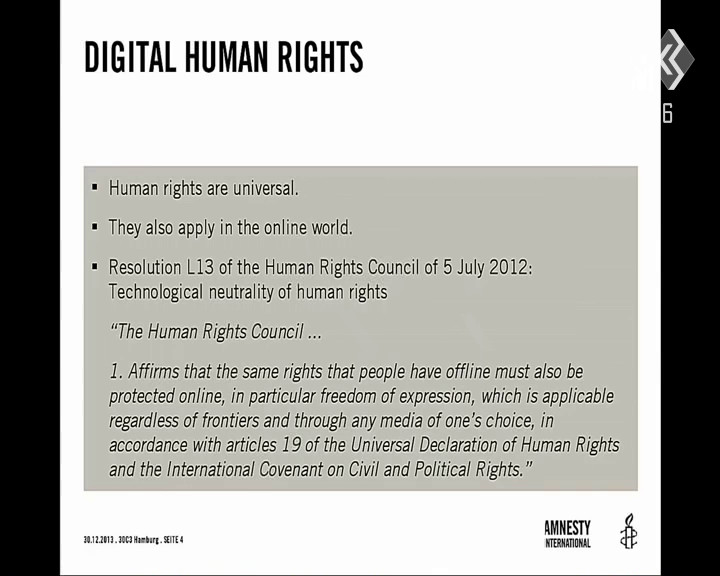 DIGITAL HUMAN RIGHTS
6
▪ Human rights are universal.
▪ They also apply in the online world.
▪ Resolution L13 of the Human Rights Council of 5 July 2012:
Technological neutrality of human rights
“The Human Rights Council ...
1. Affirms that the same rights that people have offline must also be
protected online, in particular freedom of expression, which is applicable
regardless of frontiers and through any media of one’s choice, in
accordance with articles 19 of the Universal Declaration of Human Rights
and the International Covenant on Civil and Political Rights.”
30.12.2013 . 30C3 Hamburg . SEITE 4
AMNESTY
INTERNATIONAL